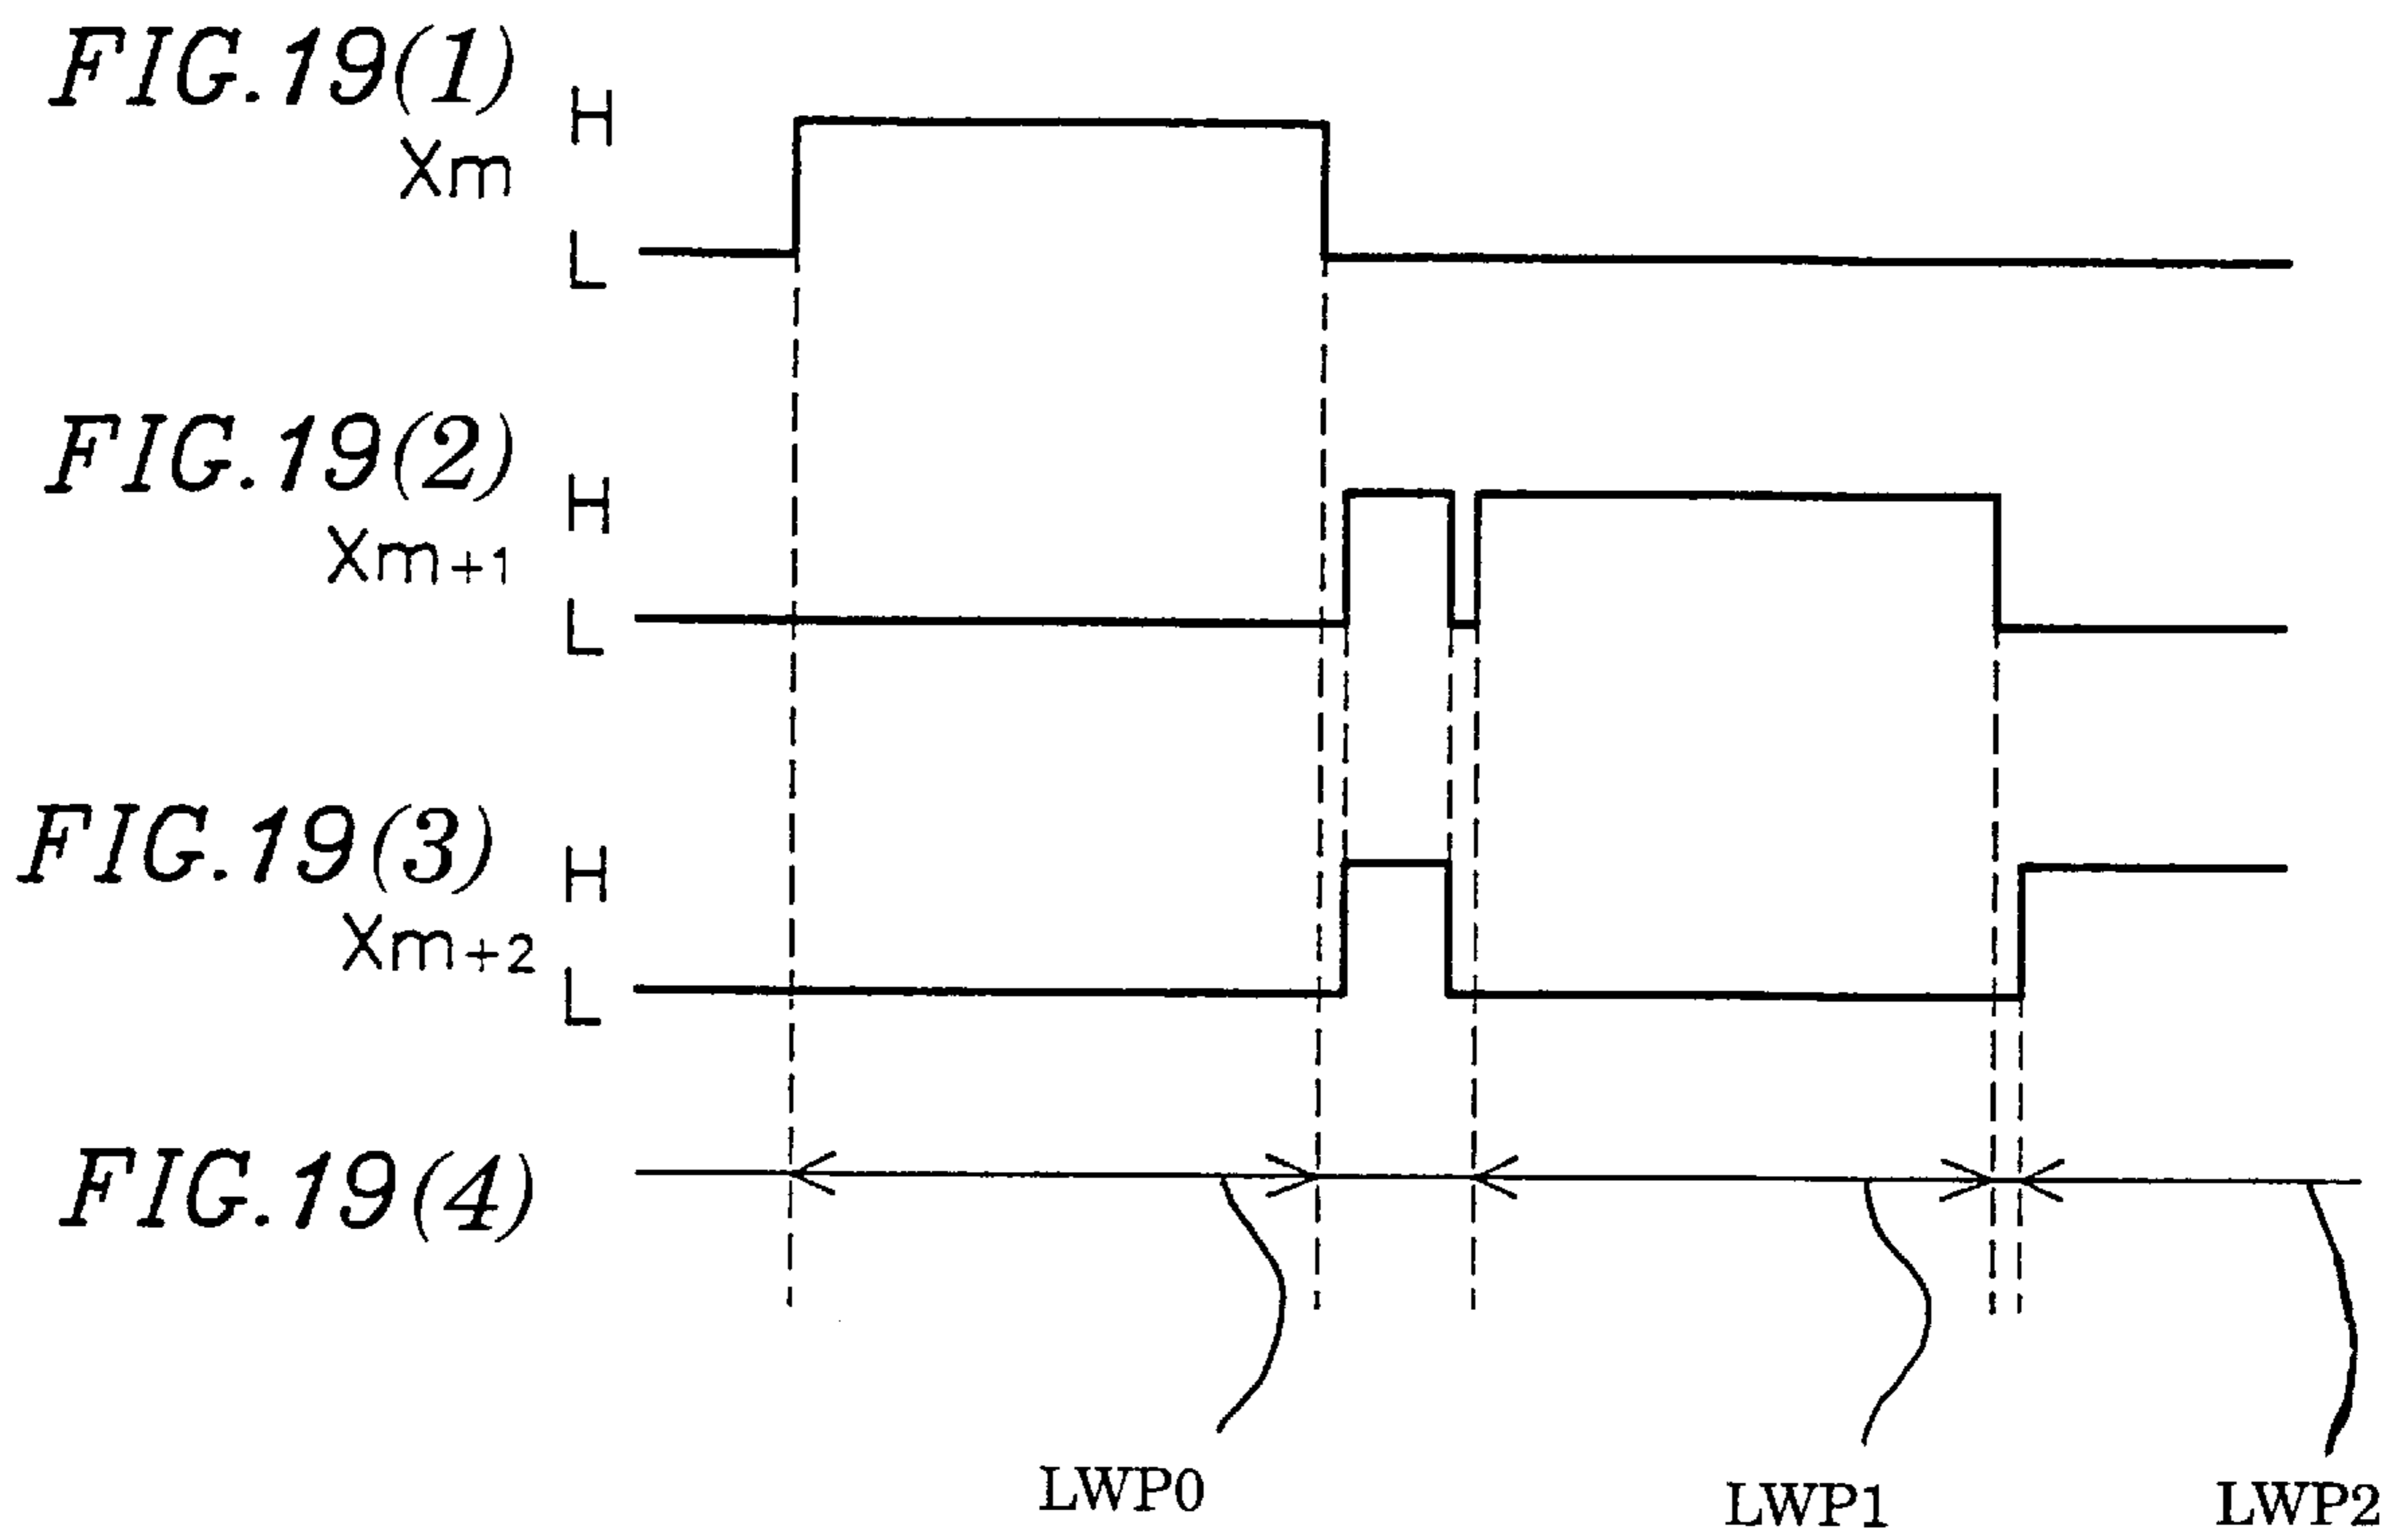 FIG.19(1)
H
Xm
L
FIG.19(2)
H
Xm+1
L
FIG.19(3)
H
Xm+2
L
FIG.19(4)
LWP0
LWP1
LWP2